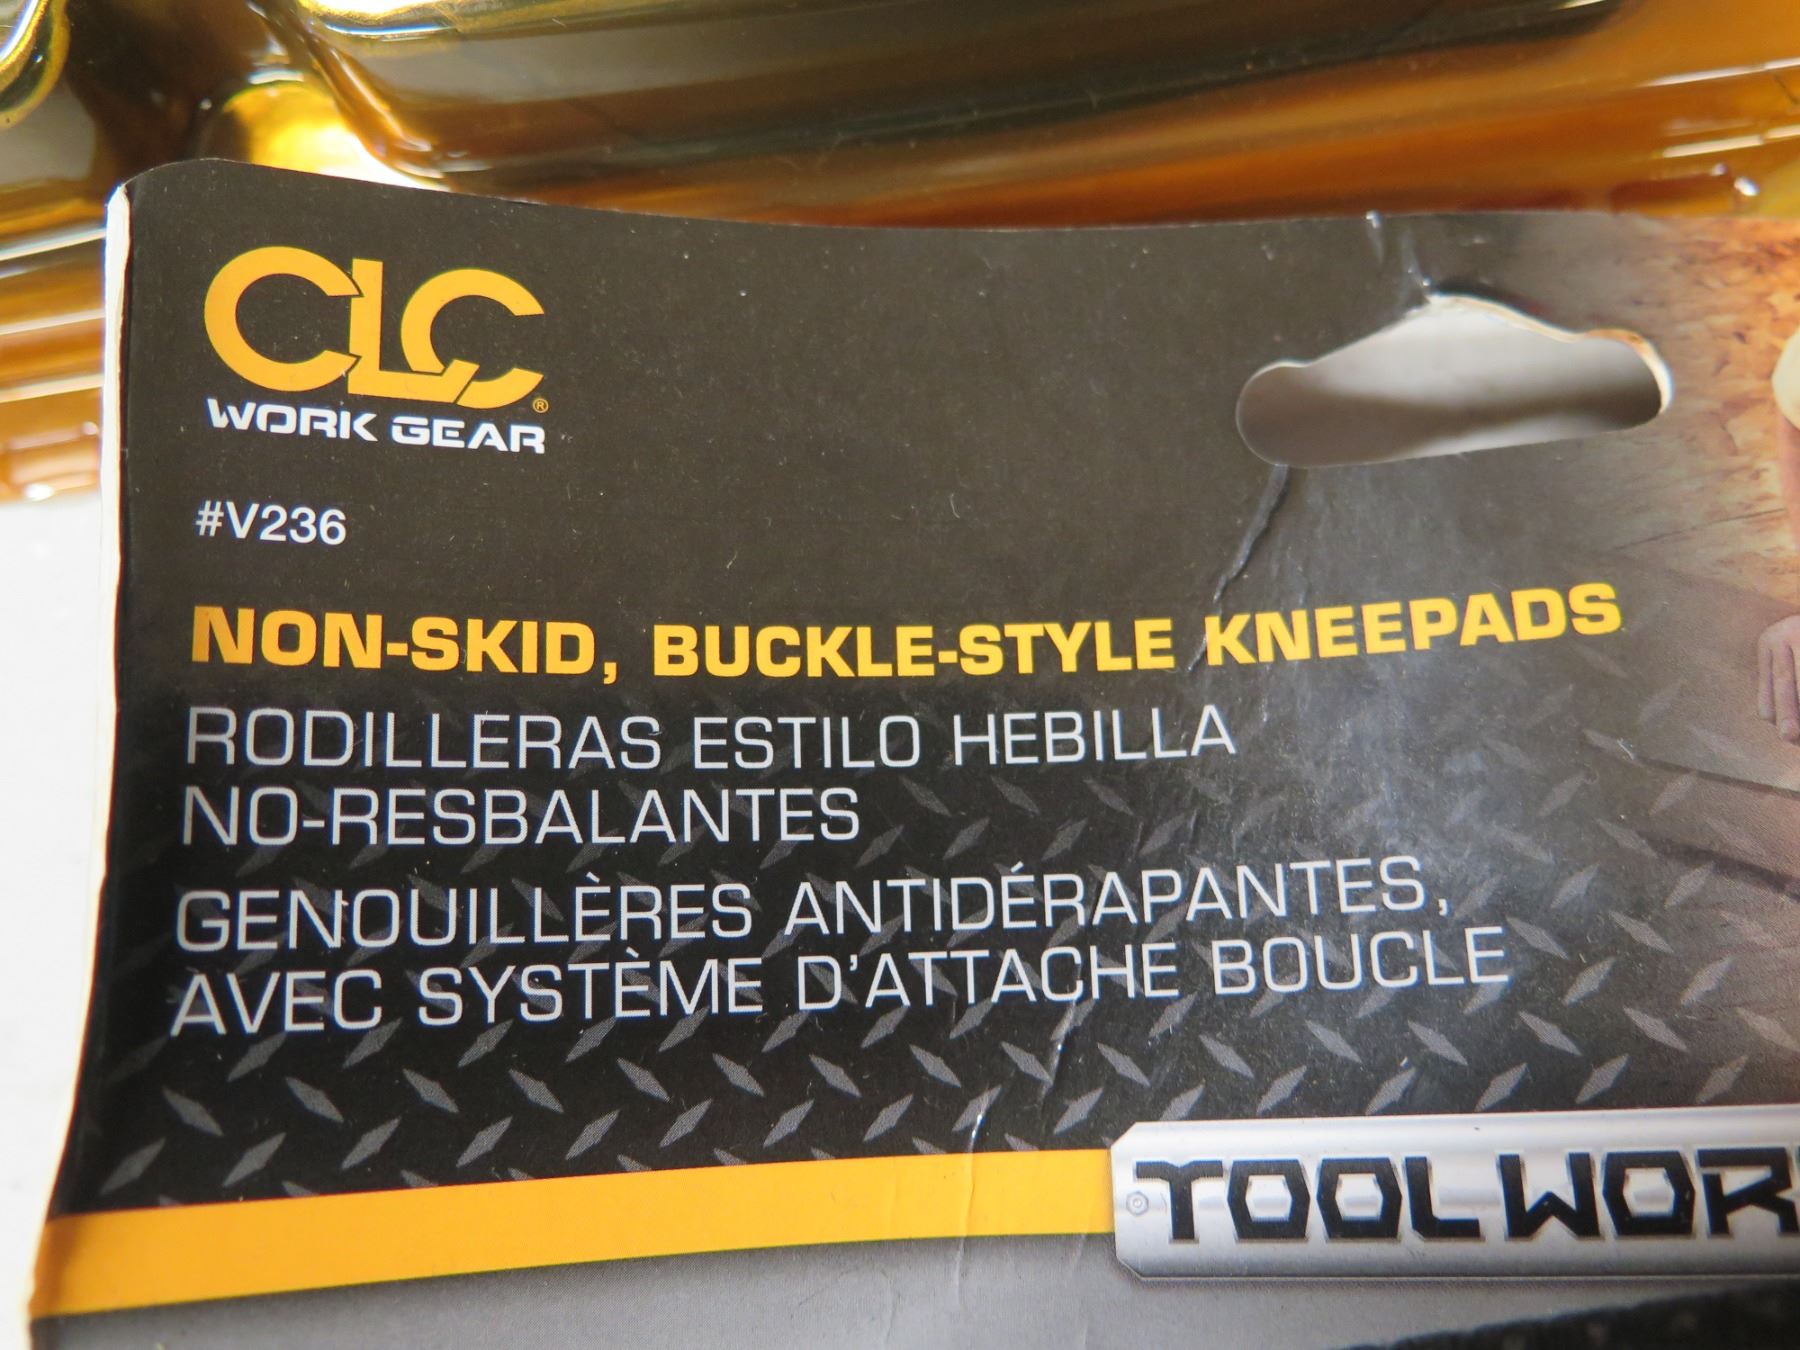 CLC®
WORK GEAR
#V236
NON-SKID, BUCKLE-STYLE KNEEPADS
RODILLERAS ESTILO HEBILLA
NO-RESBALANTES
GENOUILLÈRES ANTIDÉRAPANTES,
AVEC SYSTÈME D'ATTACHE BOUCLE